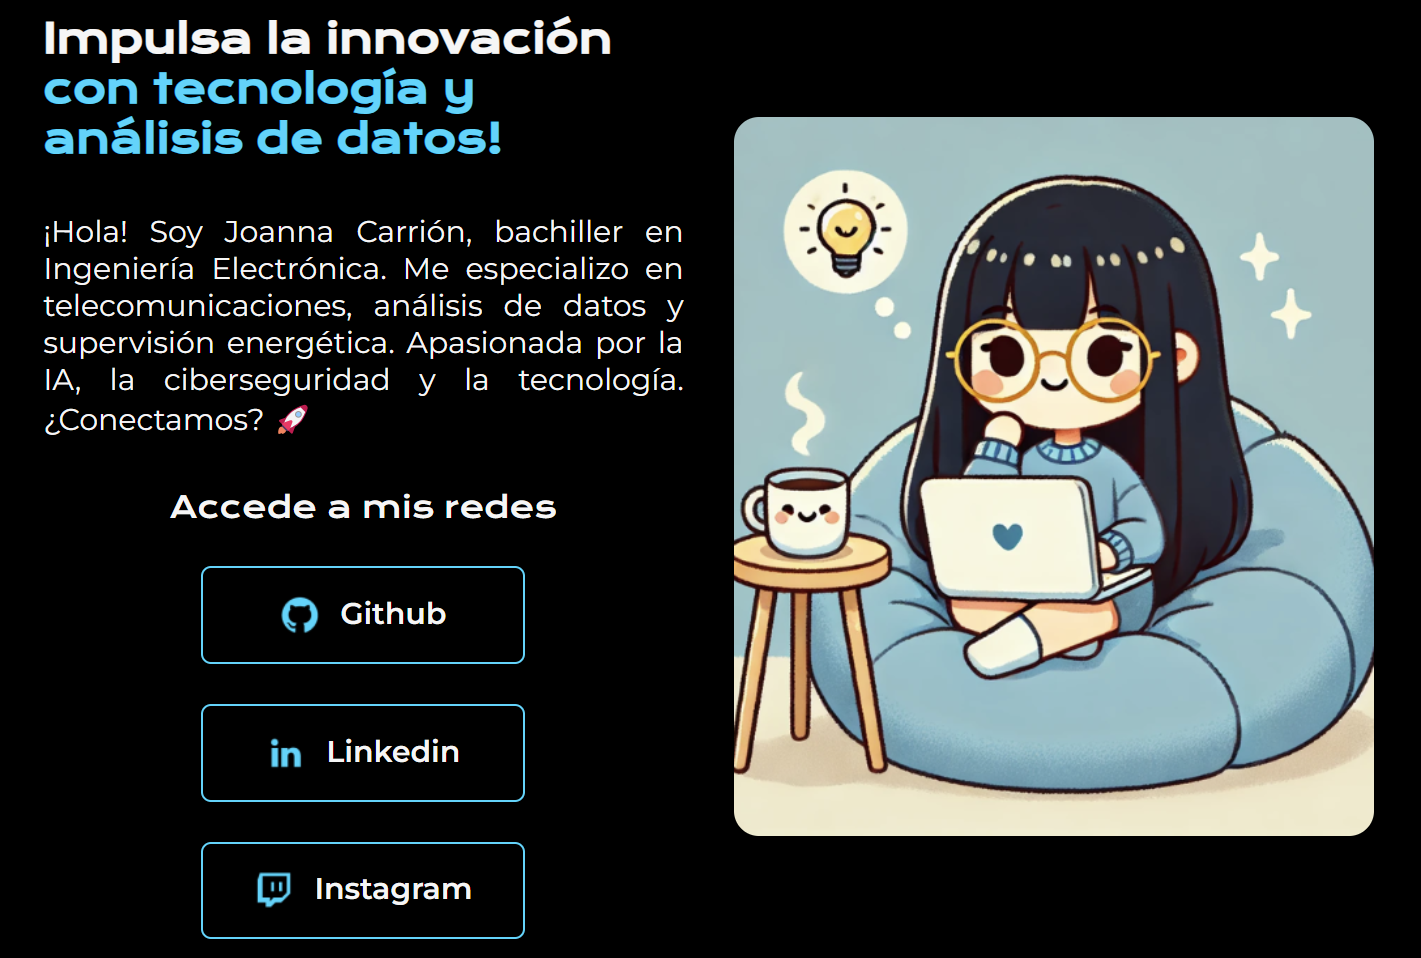 Impulsa la innovación
con tecnología y
análisis de datos!
¡Hola! Soy Joanna Carrión, bachiller en
Ingeniería Electrónica. Me especializo en
telecomunicaciones, análisis de datos y
supervisión energética. Apasionada por la
IA, la ciberseguridad y la tecnología.
¿Conectamos? 🚀
Accede a mis redes
Github
Linkedin
Instagram